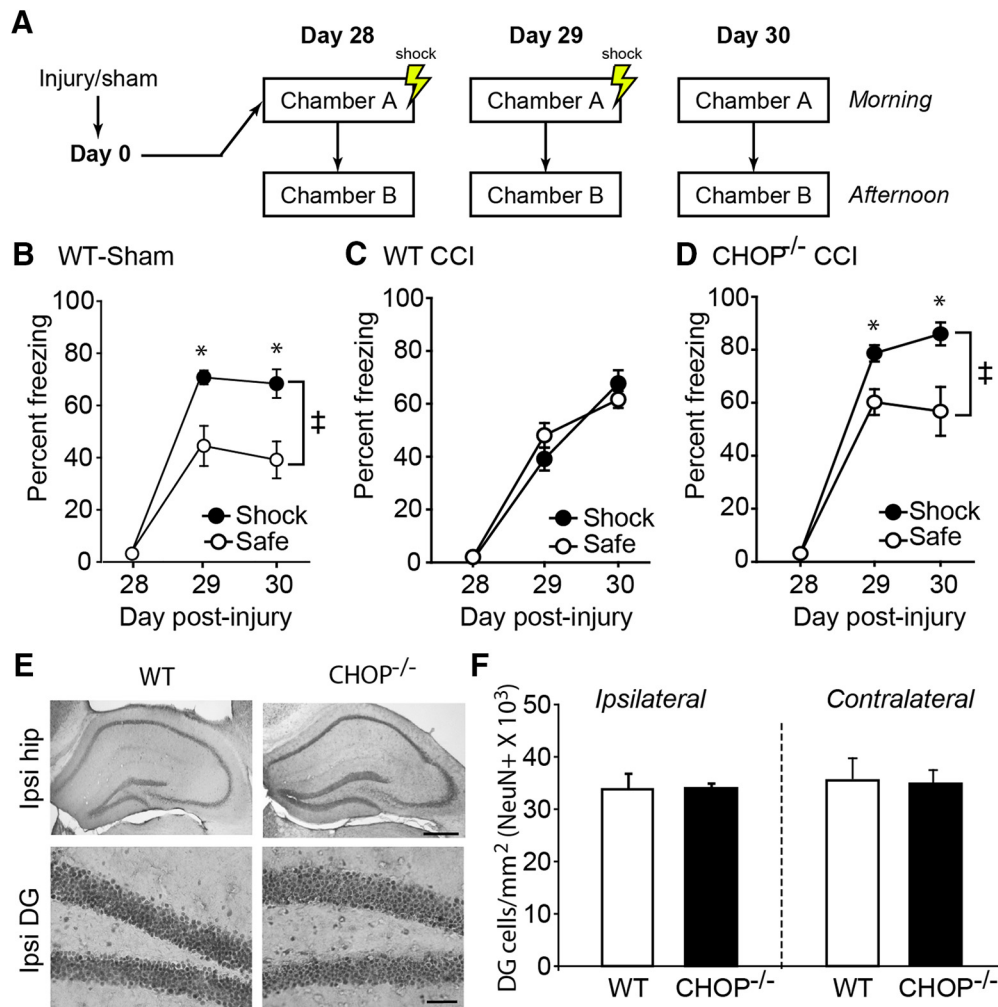 A
Day 28
Day 29
Day 30
shock
shock
Injury/sham
Chamber A
Chamber A
Chamber A
Morning
Day 0
Chamber B
Chamber B
Chamber B
Afternoon
B WT-Sham
Percent freezing
100
80
60
40
20
0
* *
‡
Shock
Safe
28 29 30
Day post-injury
C WT CCI
Percent freezing
100
80
60
40
20
0
Shock
Safe
28 29 30
Day post-injury
D CHOP-/- CCI
Percent freezing
100
80
60
40
20
0
* *
‡
Shock
Safe
28 29 30
Day post-injury
E
WT CHOP-/-
Ipsi hip
Ipsi DG
F
DG cells/mm² (NeuN+ X 10³)
50
40
30
20
10
0
Ipsilateral Contralateral
WT CHOP-/- WT CHOP-/-